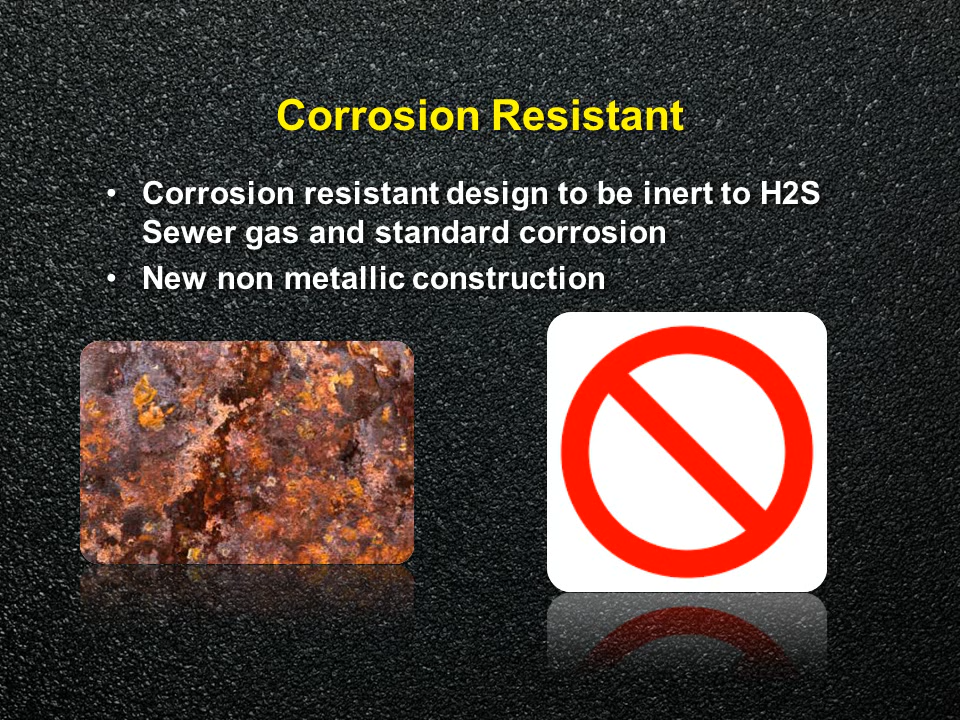 Corrosion Resistant
• Corrosion resistant design to be inert to H2S
Sewer gas and standard corrosion
• New non metallic construction